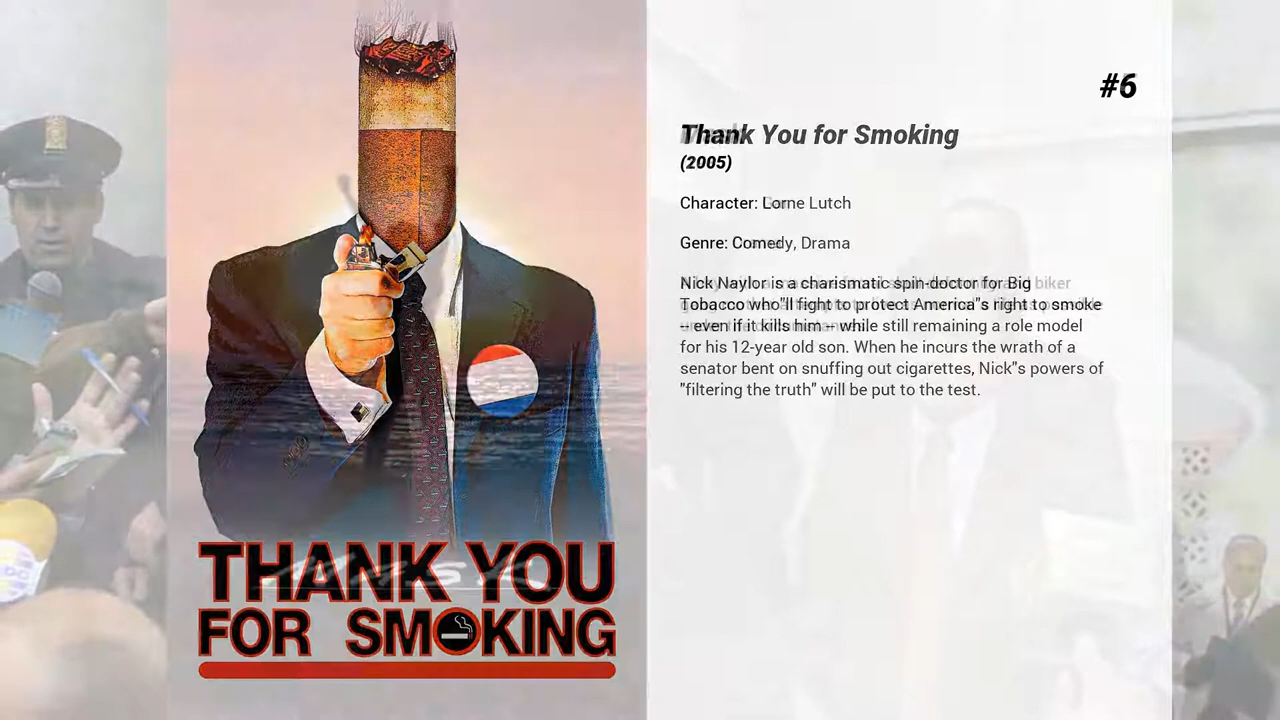 #6
Thank You for Smoking
(2005)
Character: Lorne Lutch
Genre: Comedy, Drama
Nick Naylor is a charismatic spin-doctor for Big
Tobacco who"ll fight to protect America"s right to smoke
-- even if it kills him -- while still remaining a role model
for his 12-year old son. When he incurs the wrath of a
senator bent on snuffing out cigarettes, Nick"s powers of
"filtering the truth" will be put to the test.
biker
THANK YOU
FOR SMOKING
MASK